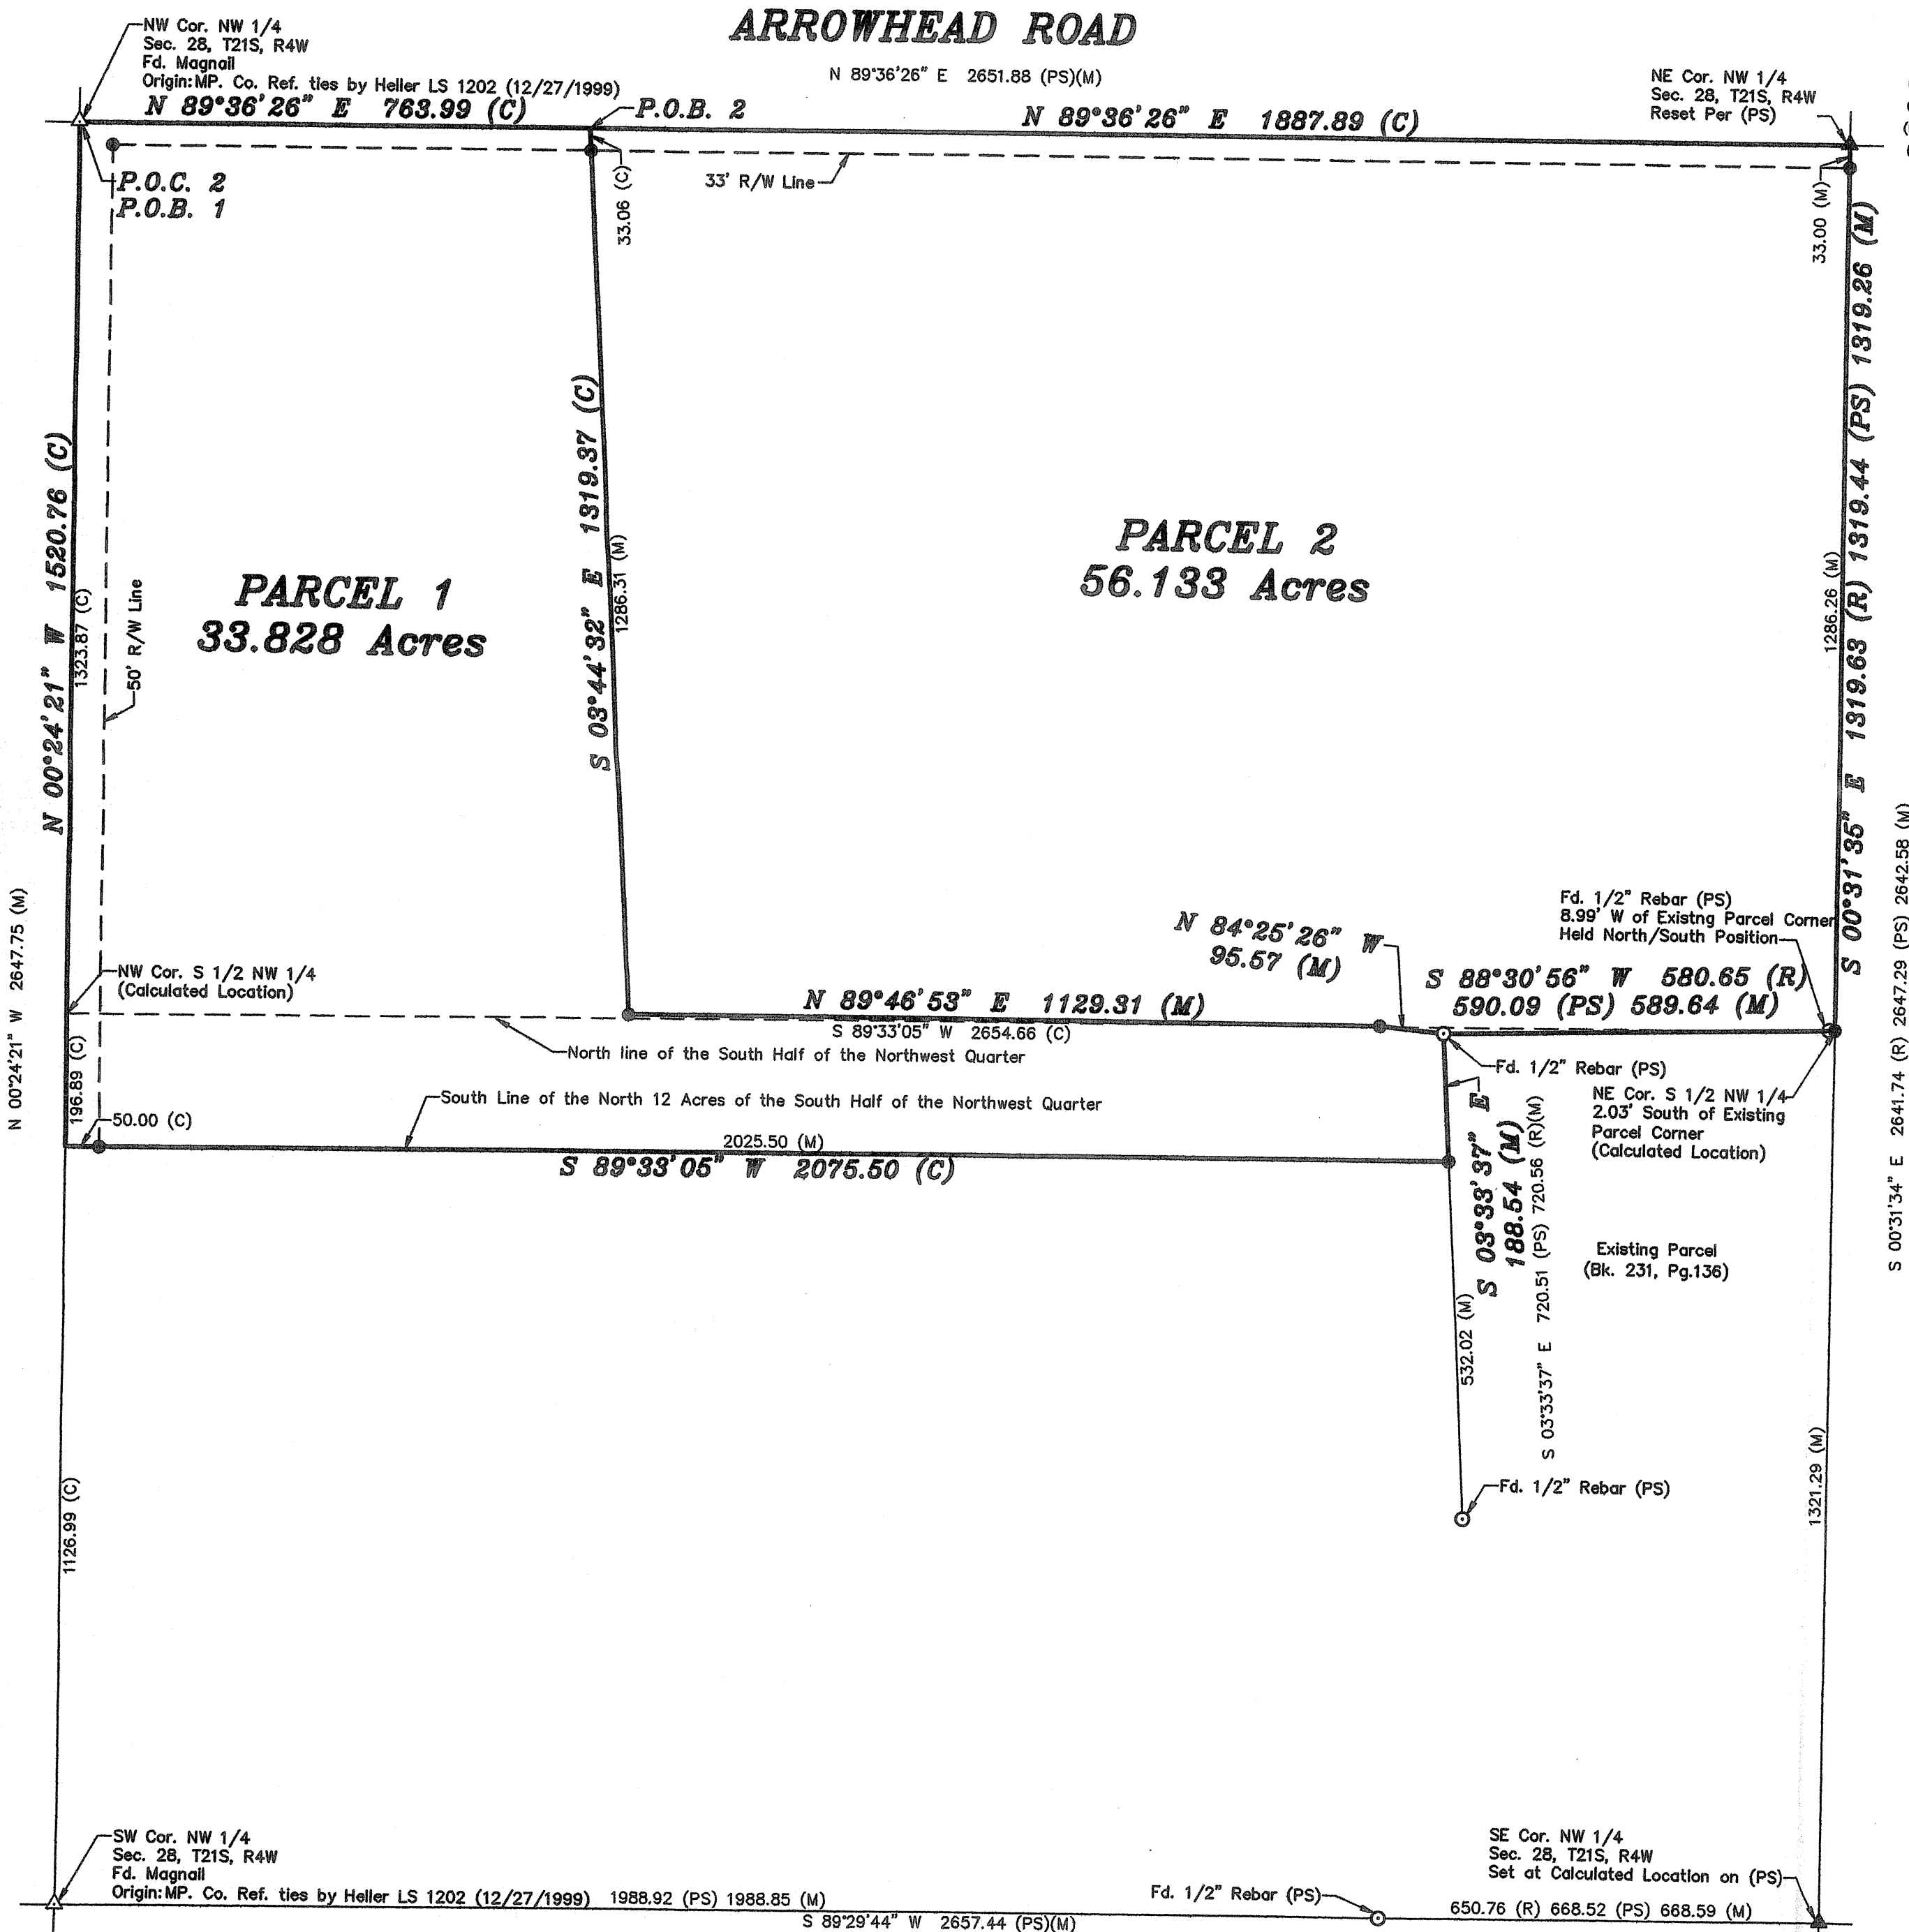 ARROWHEAD ROAD
NW Cor. NW 1/4
Sec. 28, T21S, R4W
Fd. Magnail
Origin:MP. Co. Ref. ties by Heller LS 1202 (12/27/1999)
N 89°36'26" E 2651.88 (PS)(M)
NE Cor. NW 1/4
Sec. 28, T21S, R4W
Reset Per (PS)
N 89°36'26" E 763.99 (C)
P.O.B. 2
N 89°36'26" E 1887.89 (C)
P.O.C. 2
P.O.B. 1
33.06 (C)
33' R/W Line
33.00 (M)
N 00°24'21" W 1520.76 (C)
1323.87 (C)
50' R/W Line
PARCEL 1
33.828 Acres
S 03°44'32" E 1319.37 (C)
1286.31 (M)
PARCEL 2
56.133 Acres
1286.26 (M)
S 00°31'35" E 1319.63 (R) 1319.44 (PS) 1319.26 (M)
N 00°24'21" W 2647.75 (M)
S 00°31'34" E 2641.74 (R) 2647.29 (PS) 2642.58 (M)
Fd. 1/2" Rebar (PS)
8.99' W of Existng Parcel Corner
Held North/South Position
N 84°25'26" W
95.57 (M)
S 88°30'56" W 580.65 (R)
590.09 (PS) 589.64 (M)
NW Cor. S 1/2 NW 1/4
(Calculated Location)
N 89°46'53" E 1129.31 (M)
S 89°33'05" W 2654.66 (C)
North line of the South Half of the Northwest Quarter
196.89 (C)
Fd. 1/2" Rebar (PS)
NE Cor. S 1/2 NW 1/4
2.03' South of Existing
Parcel Corner
(Calculated Location)
50.00 (C)
South Line of the North 12 Acres of the South Half of the Northwest Quarter
2025.50 (M)
S 89°33'05" W 2075.50 (C)
S 03°33'37" E
188.54 (M)
S 03°33'37" E 720.51 (PS) 720.56 (R)(M)
Existing Parcel
(Bk. 231, Pg.136)
532.02 (M)
1126.99 (C)
1321.29 (M)
Fd. 1/2" Rebar (PS)
SW Cor. NW 1/4
Sec. 28, T21S, R4W
Fd. Magnail
Origin:MP. Co. Ref. ties by Heller LS 1202 (12/27/1999)
1988.92 (PS) 1988.85 (M)
S 89°29'44" W 2657.44 (PS)(M)
Fd. 1/2" Rebar (PS)
SE Cor. NW 1/4
Sec. 28, T21S, R4W
Set at Calculated Location on (PS)
650.76 (R) 668.52 (PS) 668.59 (M)